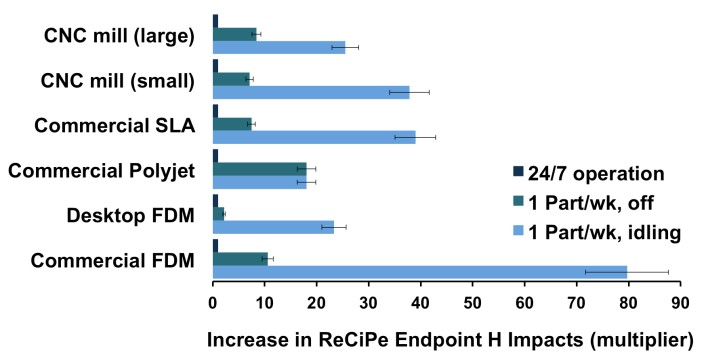 CNC mill (large)
CNC mill (small)
Commercial SLA
Commercial Polyjet
Desktop FDM
Commercial FDM
24/7 operation
1 Part/wk, off
1 Part/wk, idling
0 10 20 30 40 50 60 70 80 90
Increase in ReCiPe Endpoint H Impacts (multiplier)